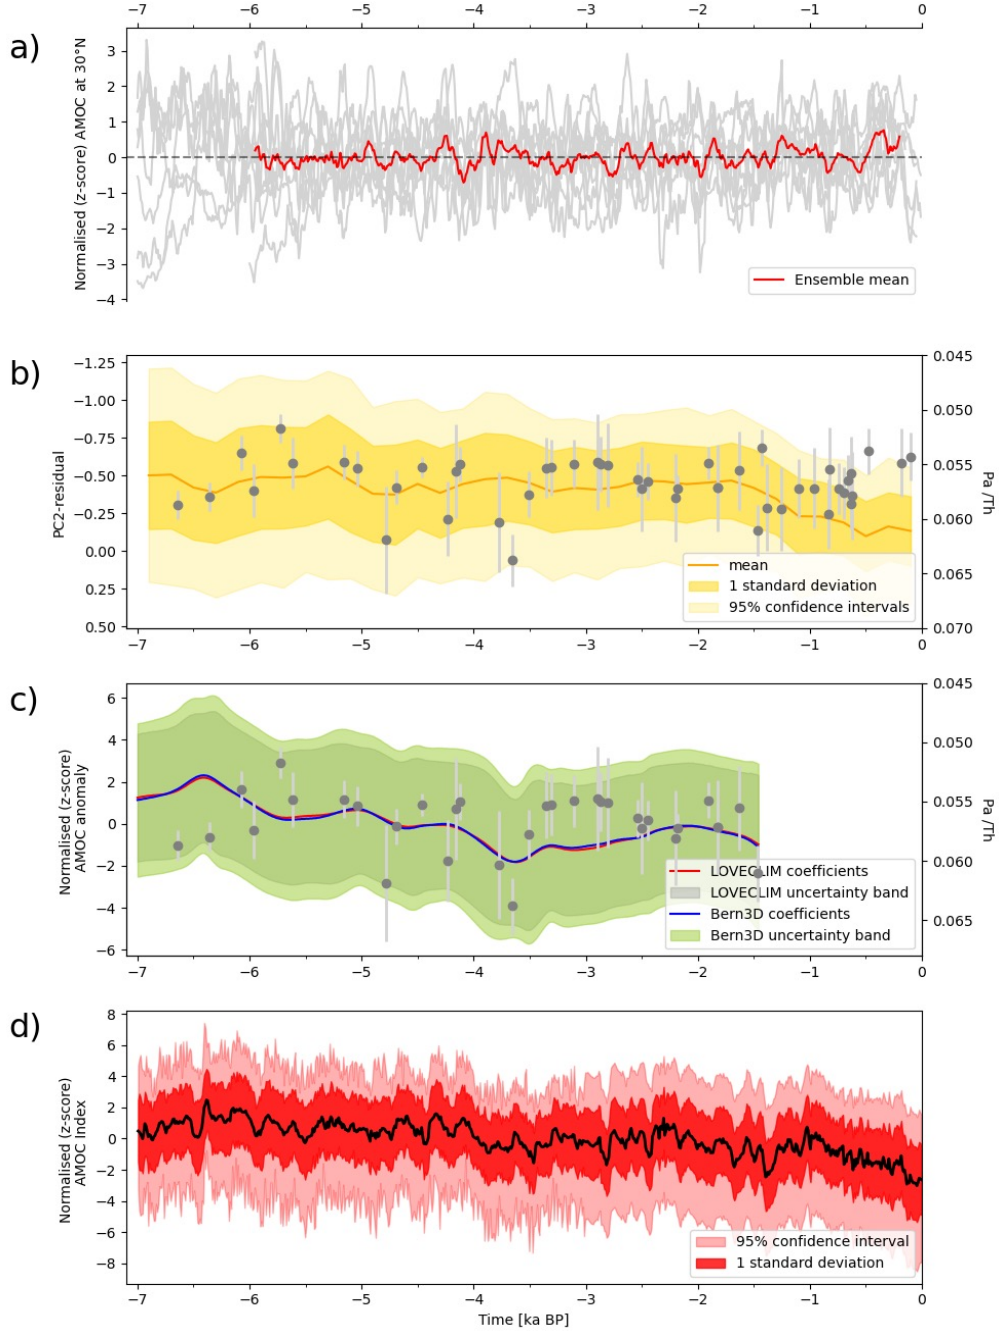 −7 −6 −5 −4 −3 −2 −1 0
a)
Normalised (z-score) AMOC at 30°N
3
2
1
0
−1
−2
−3
−4
Ensemble mean
b)
PC2-residual
−1.25
−1.00
−0.75
−0.50
−0.25
0.00
0.25
0.50
0.045
0.050
0.055
0.060
0.065
0.070
Pa /Th
mean
1 standard deviation
95% confidence intervals
−7 −6 −5 −4 −3 −2 −1 0
c)
Normalised (z-score)
AMOC anomaly
6
4
2
0
−2
−4
−6
0.045
0.050
0.055
0.060
0.065
Pa /Th
LOVECLIM coefficients
LOVECLIM uncertainty band
Bern3D coefficients
Bern3D uncertainty band
−7 −6 −5 −4 −3 −2 −1 0
d)
Normalised (z-score)
AMOC Index
8
6
4
2
0
−2
−4
−6
−8
95% confidence interval
1 standard deviation
−7 −6 −5 −4 −3 −2 −1 0
Time [ka BP]